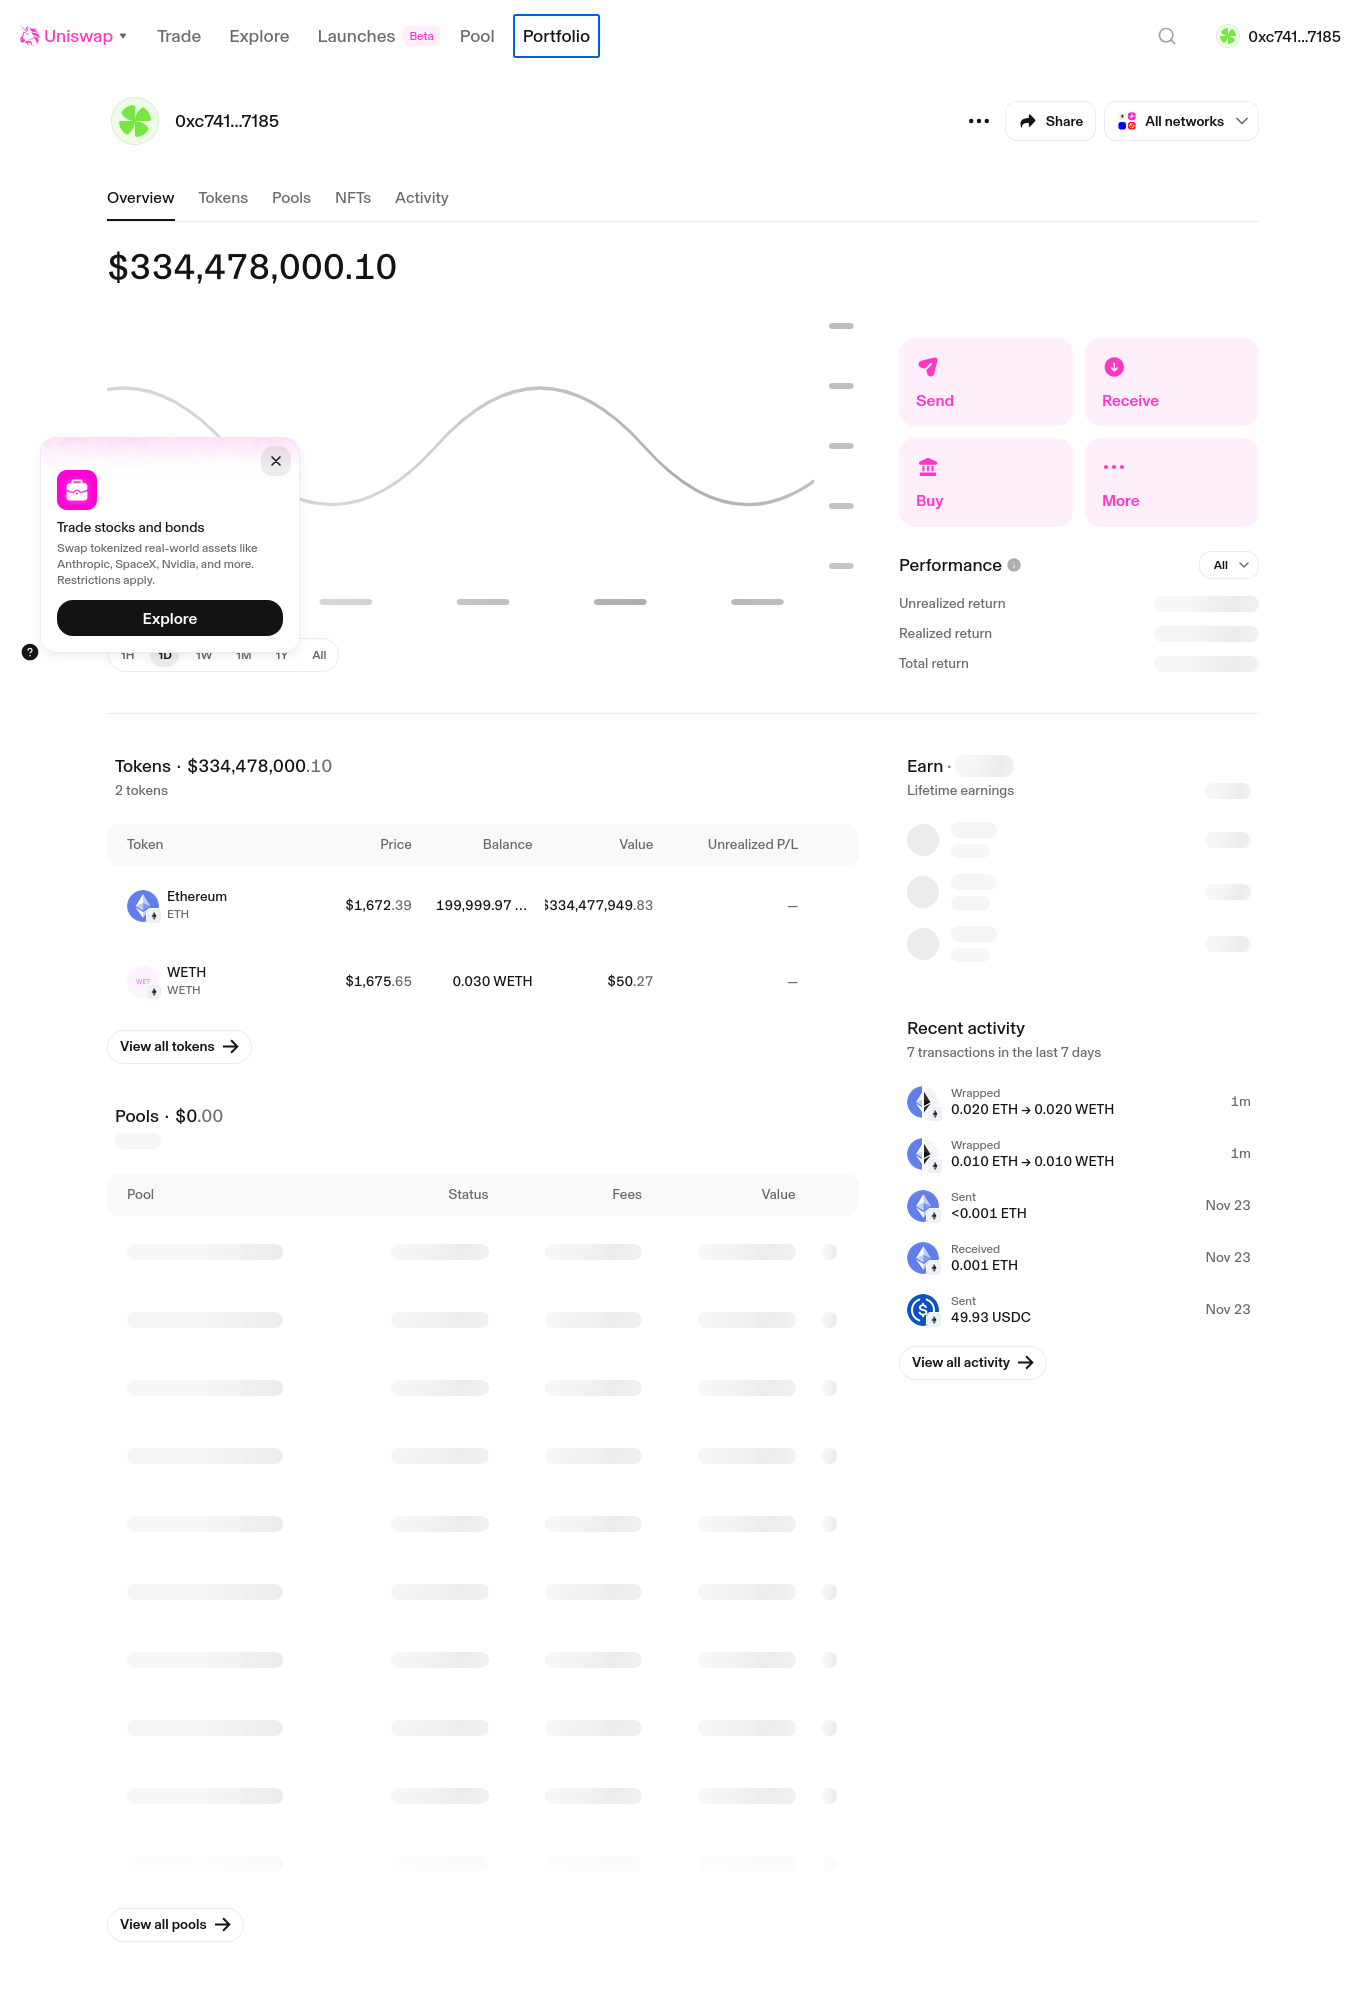 Uniswap
Trade
Explore
Launches
Beta
Pool
Portfolio
0xc741...7185
0xc741...7185
Share
All networks
Overview
Tokens
Pools
NFTs
Activity
$334,478,000.10
Send
Receive
Buy
More
Trade stocks and bonds
Swap tokenized real-world assets like
Anthropic, SpaceX, Nvidia, and more.
Restrictions apply.
Explore
?
1H
1D
1W
1M
1Y
All
Performance
All
Unrealized return
Realized return
Total return
Tokens · $334,478,000.10
2 tokens
Token Price Balance Value Unrealized P/L
Ethereum
ETH
$1,672.39 199,999.97 ... $334,477,949.83 —
WETH
WETH
WET
$1,675.65 0.030 WETH $50.27 —
View all tokens
Pools · $0.00
Pool Status Fees Value
View all pools
Earn ·
Lifetime earnings
Recent activity
7 transactions in the last 7 days
Wrapped
0.020 ETH → 0.020 WETH
1m
Wrapped
0.010 ETH → 0.010 WETH
1m
Sent
<0.001 ETH
Nov 23
Received
0.001 ETH
Nov 23
Sent
49.93 USDC
Nov 23
View all activity